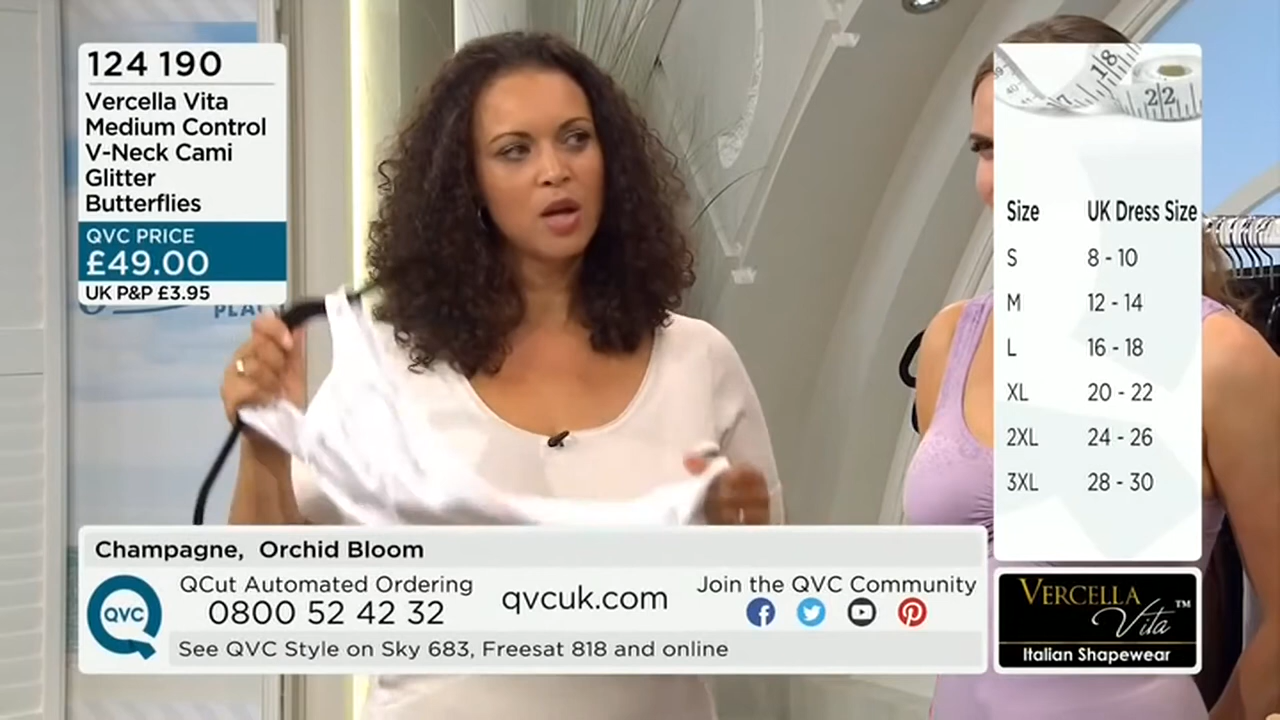 124 190
Vercella Vita
Medium Control
V-Neck Cami
Glitter
Butterflies
QVC PRICE
£49.00
UK P&P £3.95
18
22
Size UK Dress Size
S 8 - 10
M 12 - 14
L 16 - 18
XL 20 - 22
2XL 24 - 26
3XL 28 - 30
Champagne, Orchid Bloom
QVC
QCut Automated Ordering
0800 52 42 32
qvcuk.com
Join the QVC Community
See QVC Style on Sky 683, Freesat 818 and online
VERCELLA
Vita™
Italian Shapewear